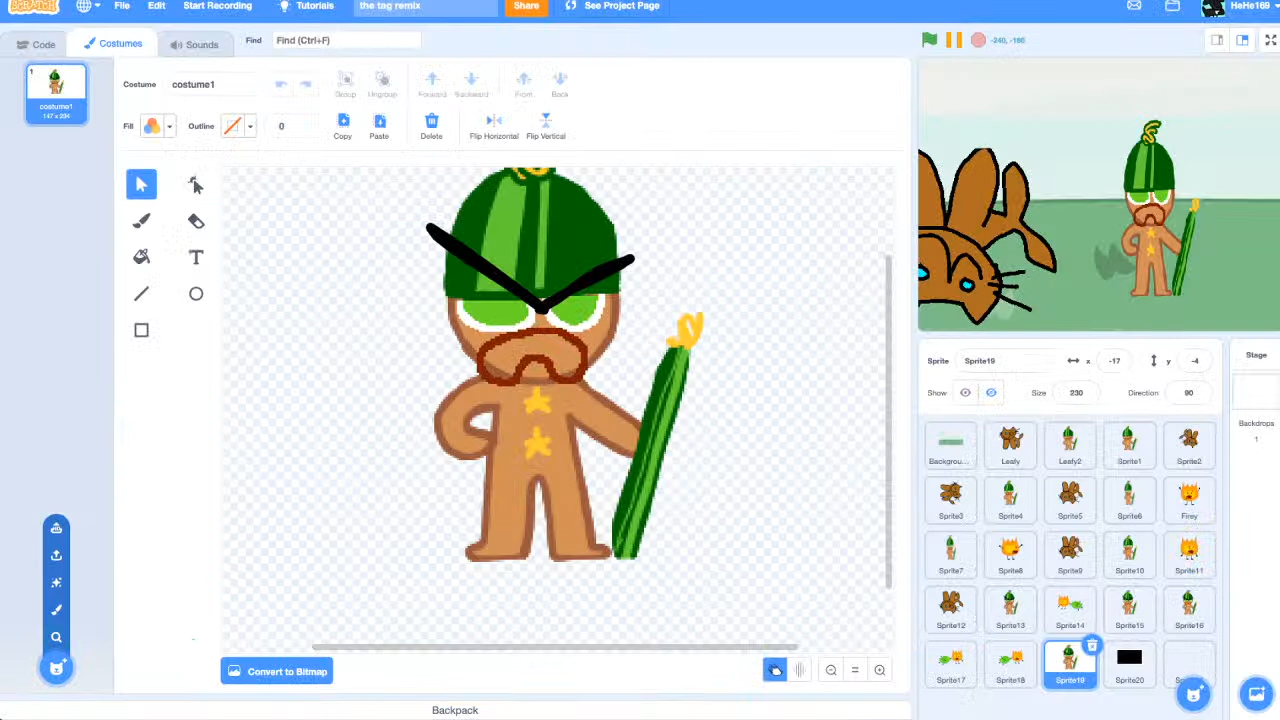 SCRATCH File Edit Start Recording Tutorials the tag remix Share See Project Page HeHe169
Code Costumes Sounds Find Find (Ctrl+F) -240, -186
1
costume1
147 x 234
Costume costume1 Group Ungroup Forward Backward Front Back
Fill Outline 0 Copy Paste Delete Flip Horizontal Flip Vertical
Convert to Bitmap
Backpack
Sprite Sprite19 x -17 y -4
Show Size 230 Direction 90
Stage
Backdrops
1
Backgrou... Leafy Leafy2 Sprite1 Sprite2
Sprite3 Sprite4 Sprite5 Sprite6 Firey
Sprite7 Sprite8 Sprite9 Sprite10 Sprite11
Sprite12 Sprite13 Sprite14 Sprite15 Sprite16
Sprite17 Sprite18 Sprite19 Sprite20